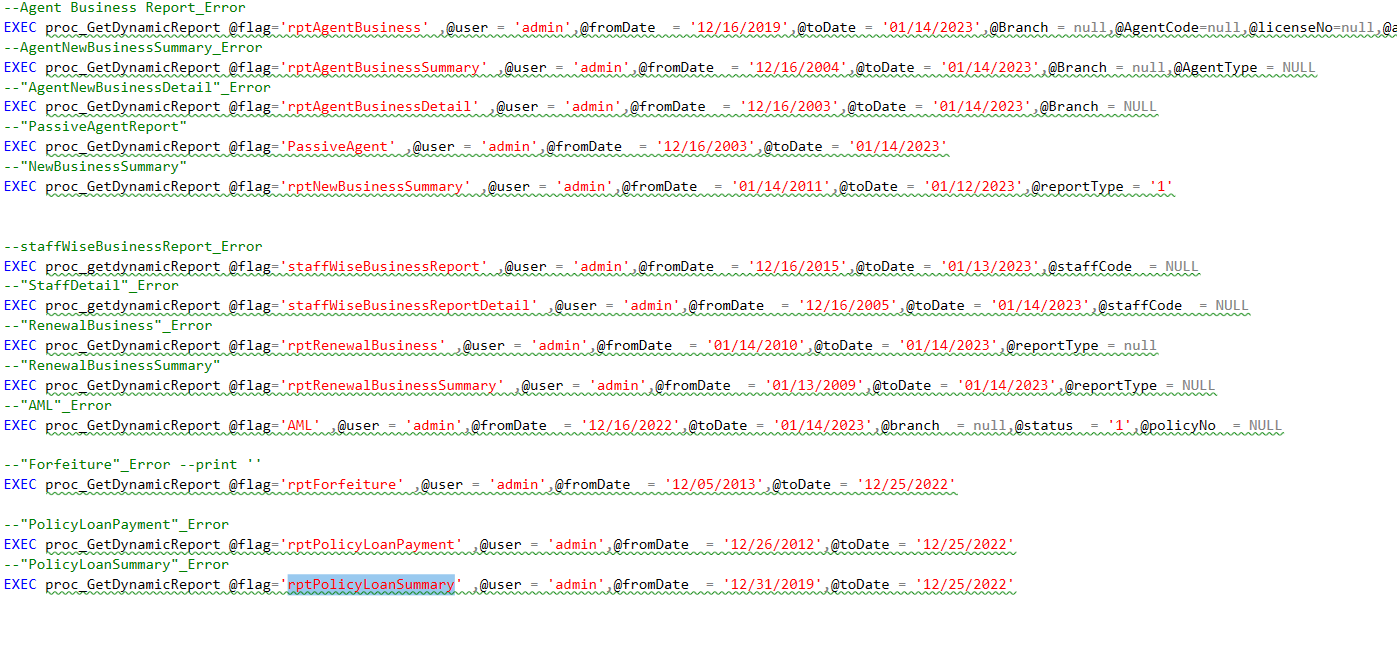 --Agent Business Report_Error
EXEC proc_GetDynamicReport @flag='rptAgentBusiness' ,@user = 'admin',@fromDate  = '12/16/2019',@toDate = '01/14/2023',@Branch = null,@AgentCode=null,@licenseNo=null,@a
--AgentNewBusinessSummary_Error
EXEC proc_GetDynamicReport @flag='rptAgentBusinessSummary' ,@user = 'admin',@fromDate  = '12/16/2004',@toDate = '01/14/2023',@Branch = null,@AgentType = NULL
--"AgentNewBusinessDetail"_Error
EXEC proc_GetDynamicReport @flag='rptAgentBusinessDetail' ,@user = 'admin',@fromDate  = '12/16/2003',@toDate = '01/14/2023',@Branch = NULL
--"PassiveAgentReport"
EXEC proc_GetDynamicReport @flag='PassiveAgent' ,@user = 'admin',@fromDate  = '12/16/2003',@toDate = '01/14/2023'
--"NewBusinessSummary"
EXEC proc_GetDynamicReport @flag='rptNewBusinessSummary' ,@user = 'admin',@fromDate  = '01/14/2011',@toDate = '01/12/2023',@reportType = '1'
--staffWiseBusinessReport_Error
EXEC proc_getdynamicReport @flag='staffWiseBusinessReport' ,@user = 'admin',@fromDate  = '12/16/2015',@toDate = '01/13/2023',@staffCode  = NULL
--"StaffDetail"_Error
EXEC proc_getdynamicReport @flag='staffWiseBusinessReportDetail' ,@user = 'admin',@fromDate  = '12/16/2005',@toDate = '01/14/2023',@staffCode  = NULL
--"RenewalBusiness"_Error
EXEC proc_GetDynamicReport @flag='rptRenewalBusiness' ,@user = 'admin',@fromDate  = '01/14/2010',@toDate = '01/14/2023',@reportType = null
--"RenewalBusinessSummary"
EXEC proc_GetDynamicReport @flag='rptRenewalBusinessSummary' ,@user = 'admin',@fromDate  = '01/13/2009',@toDate = '01/14/2023',@reportType = NULL
--"AML"_Error
EXEC proc_GetDynamicReport @flag='AML' ,@user = 'admin',@fromDate  = '12/16/2022',@toDate = '01/14/2023',@branch  = null,@status  = '1',@policyNo  = NULL
--"Forfeiture"_Error --print ''
EXEC proc_GetDynamicReport @flag='rptForfeiture' ,@user = 'admin',@fromDate  = '12/05/2013',@toDate = '12/25/2022'
--"PolicyLoanPayment"_Error
EXEC proc_GetDynamicReport @flag='rptPolicyLoanPayment' ,@user = 'admin',@fromDate  = '12/26/2012',@toDate = '12/25/2022'
--"PolicyLoanSummary"_Error
EXEC proc_GetDynamicReport @flag='rptPolicyLoanSummary' ,@user = 'admin',@fromDate  = '12/31/2019',@toDate = '12/25/2022'